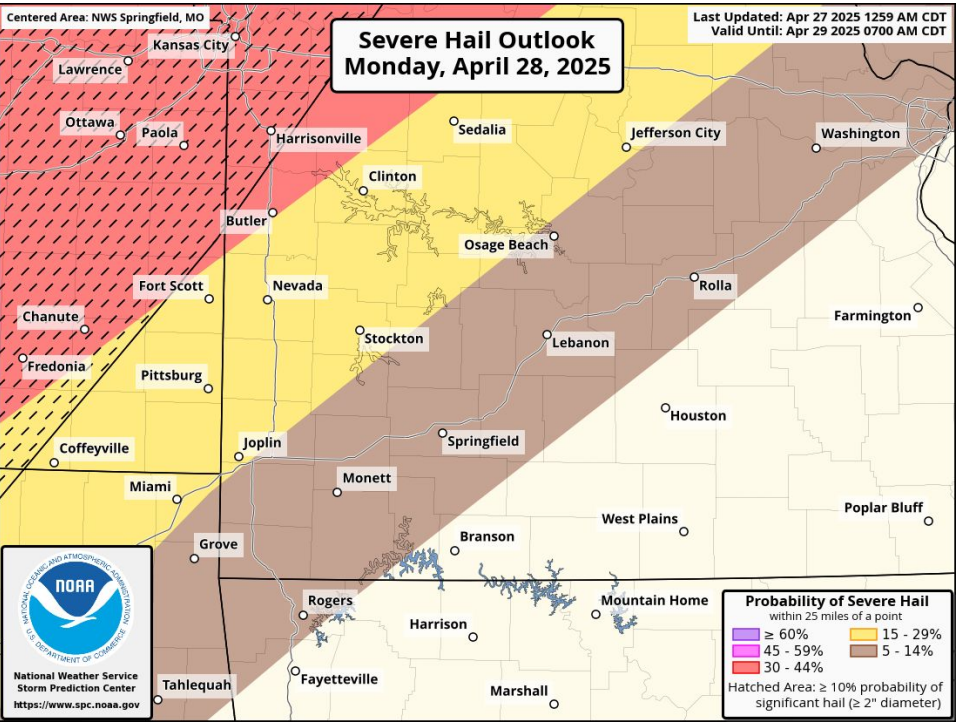 Centered Area: NWS Springfield, MO
Severe Hail Outlook
Monday, April 28, 2025
Last Updated: Apr 27 2025 1259 AM CDT
Valid Until: Apr 29 2025 0700 AM CDT
Kansas City
Lawrence
Ottawa
Paola
Harrisonville
Sedalia
Jefferson City
Washington
Clinton
Butler
Osage Beach
Fort Scott
Nevada
Rolla
Chanute
Farmington
Stockton
Lebanon
Fredonia
Pittsburg
Houston
Coffeyville
Joplin
Springfield
Miami
Monett
Poplar Bluff
West Plains
Grove
Branson
Rogers
Mountain Home
Harrison
Fayetteville
Tahlequah
Marshall
NATIONAL OCEANIC AND ATMOSPHERIC ADMINISTRATION
NOAA
U.S. DEPARTMENT OF COMMERCE
National Weather Service
Storm Prediction Center
https://www.spc.noaa.gov
Probability of Severe Hail
within 25 miles of a point
≥ 60%
15 - 29%
45 - 59%
5 - 14%
30 - 44%
Hatched Area: ≥ 10% probability of
significant hail (≥ 2" diameter)